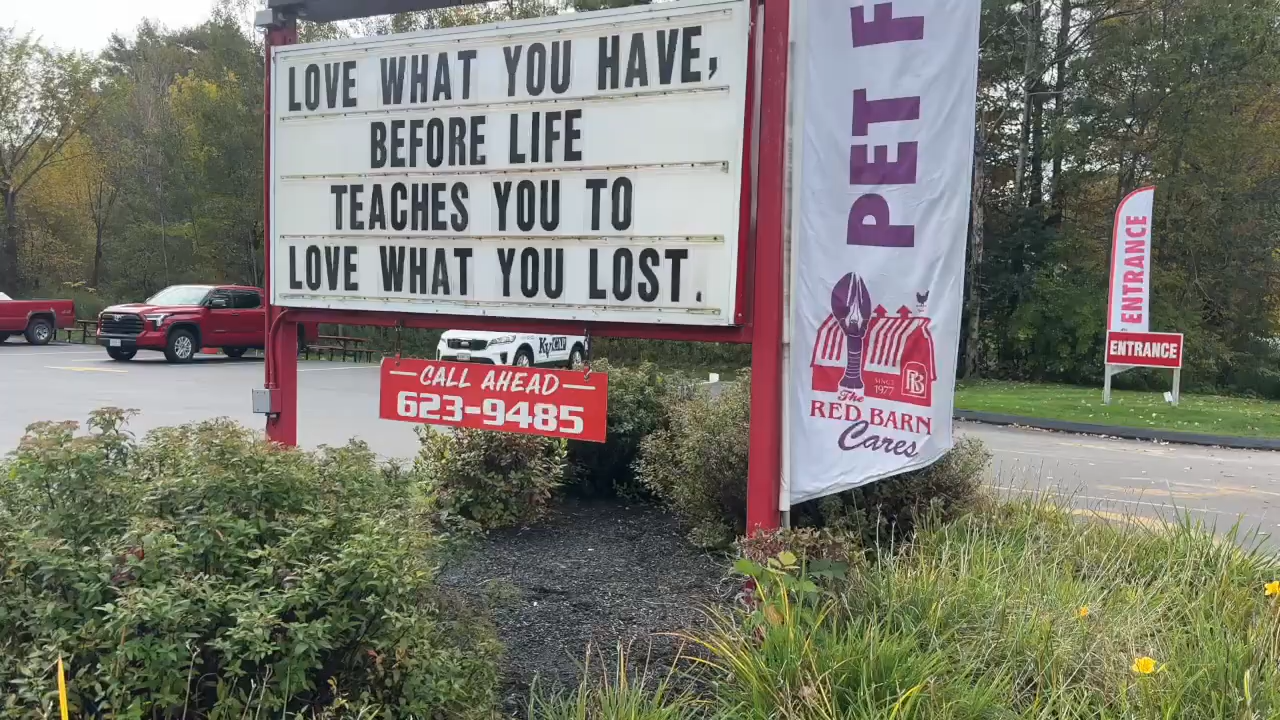 LOVE WHAT YOU HAVE,
BEFORE LIFE
TEACHES YOU TO
LOVE WHAT YOU LOST.
CALL AHEAD
623-9485
PET F
SINCE
1977
RB
The
RED BARN
Cares
ENTRANCE
ENTRANCE